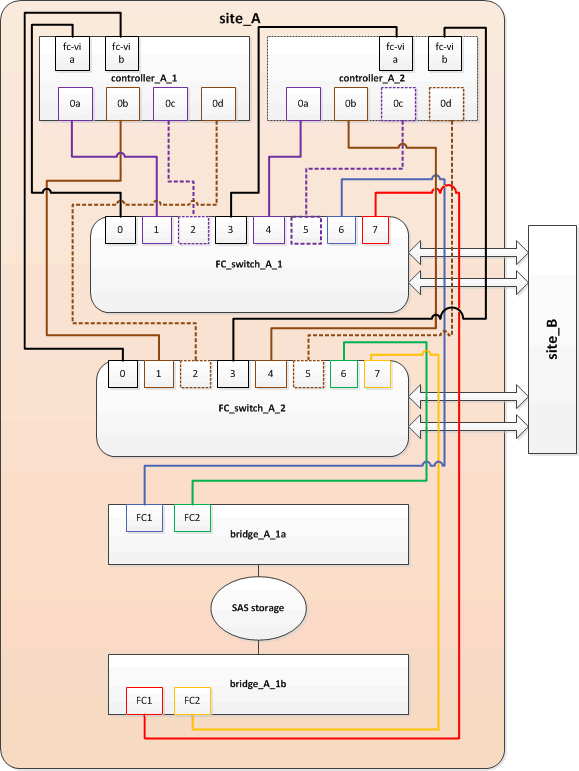 site_A
fc-vi
a
fc-vi
b
fc-vi
a
fc-vi
b
controller_A_1
controller_A_2
0a
0b
0c
0d
0a
0b
0c
0d
0
1
2
3
4
5
6
7
FC_switch_A_1
site_B
0
1
2
3
4
5
6
7
FC_switch_A_2
FC1
FC2
bridge_A_1a
SAS storage
bridge_A_1b
FC1
FC2